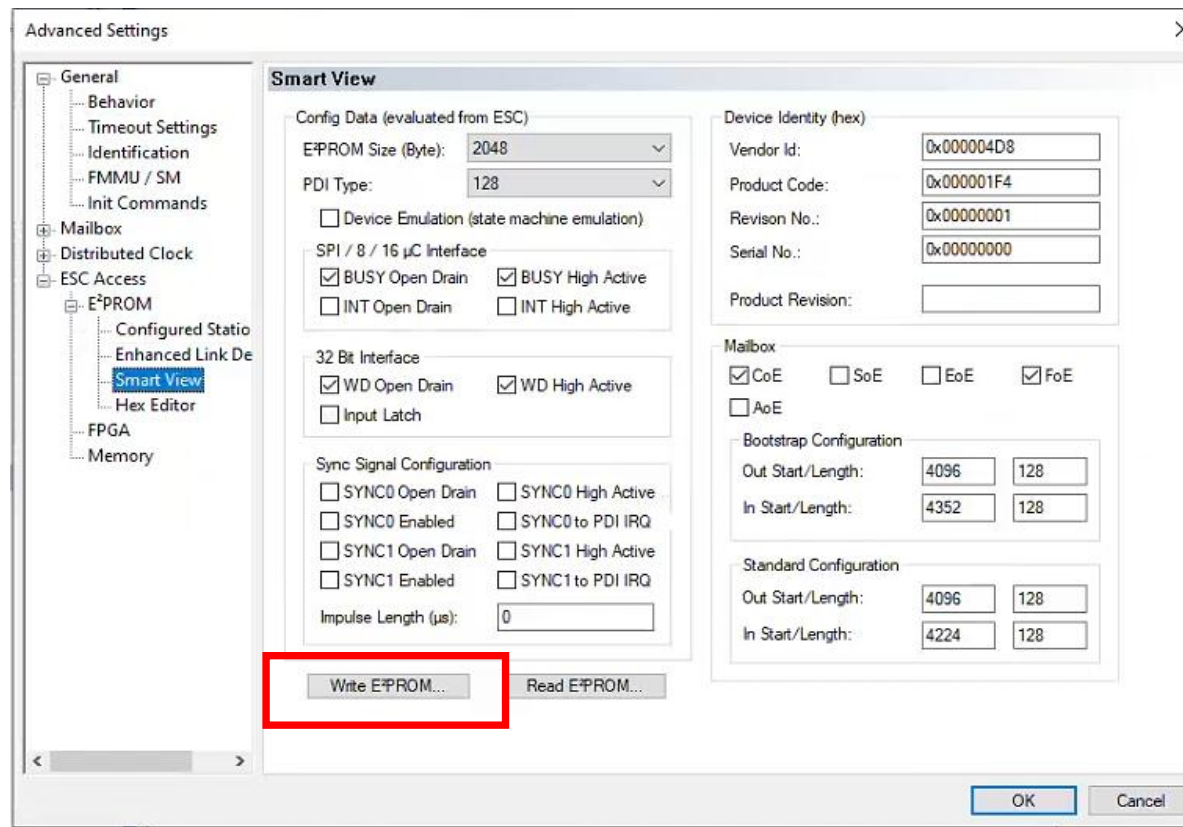 Advanced Settings
General
Behavior
Timeout Settings
Identification
FMMU / SM
Init Commands
Mailbox
Distributed Clock
ESC Access
E²PROM
Configured Statio
Enhanced Link De
Smart View
Hex Editor
FPGA
Memory
Smart View
Config Data (evaluated from ESC)
E²PROM Size (Byte): 2048
PDI Type: 128
Device Emulation (state machine emulation)
SPI / 8 / 16 µC Interface
BUSY Open Drain BUSY High Active
INT Open Drain INT High Active
32 Bit Interface
WD Open Drain WD High Active
Input Latch
Sync Signal Configuration
SYNC0 Open Drain SYNC0 High Active
SYNC0 Enabled SYNC0 to PDI IRQ
SYNC1 Open Drain SYNC1 High Active
SYNC1 Enabled SYNC1 to PDI IRQ
Impulse Length (µs): 0
Write E²PROM... Read E²PROM...
Device Identity (hex)
Vendor Id: 0x000004D8
Product Code: 0x000001F4
Revison No.: 0x00000001
Serial No.: 0x00000000
Product Revision:
Mailbox
CoE SoE EoE FoE
AoE
Bootstrap Configuration
Out Start/Length: 4096 128
In Start/Length: 4352 128
Standard Configuration
Out Start/Length: 4096 128
In Start/Length: 4224 128
OK Cancel